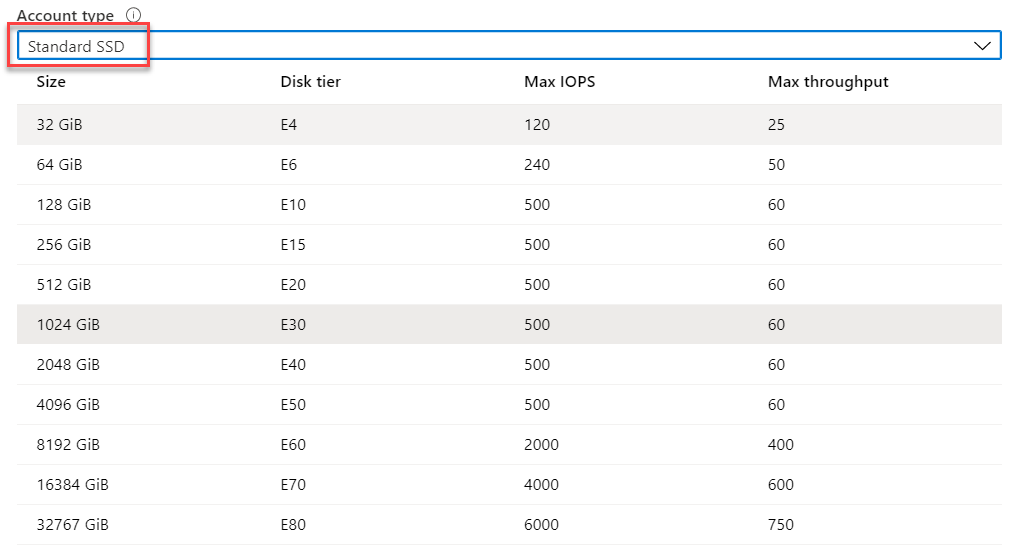 Account type
Standard SSD
Size Disk tier Max IOPS Max throughput
32 GiB E4 120 25
64 GiB E6 240 50
128 GiB E10 500 60
256 GiB E15 500 60
512 GiB E20 500 60
1024 GiB E30 500 60
2048 GiB E40 500 60
4096 GiB E50 500 60
8192 GiB E60 2000 400
16384 GiB E70 4000 600
32767 GiB E80 6000 750